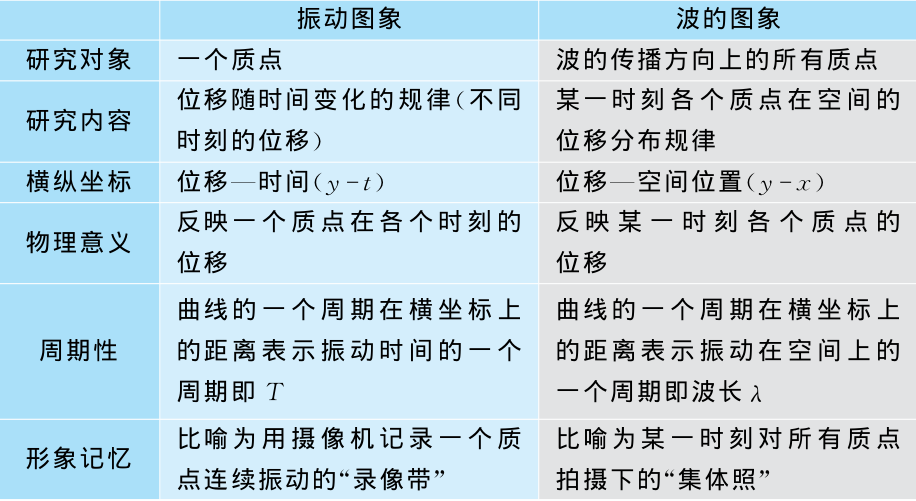 振动图象 波的图象
研究对象 一个质点 波的传播方向上的所有质点
研究内容 位移随时间变化的规律(不同时刻的位移) 某一时刻各个质点在空间的位移分布规律
横纵坐标 位移—时间(y-t) 位移—空间位置(y-x)
物理意义 反映一个质点在各个时刻的位移 反映某一时刻各个质点的位移
周期性 曲线的一个周期在横坐标上的距离表示振动时间的一个周期即 T 曲线的一个周期在横坐标上的距离表示振动在空间上的一个周期即波长 λ
形象记忆 比喻为用摄像机记录一个质点连续振动的“录像带” 比喻为某一时刻对所有质点拍摄下的“集体照”